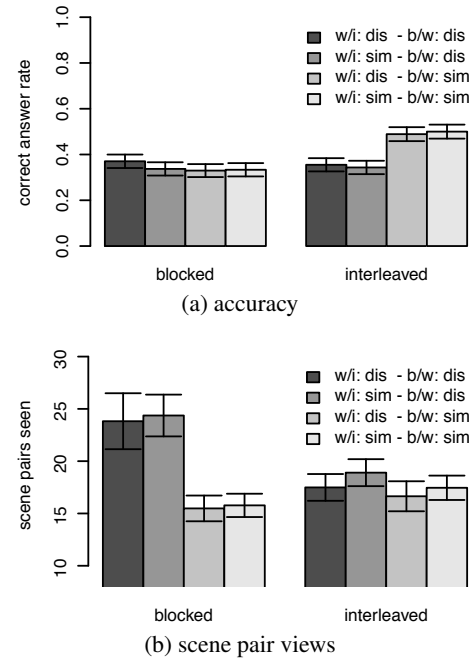 correct answer rate
0.0 0.2 0.4 0.6 0.8 1.0
w/i: dis - b/w: dis
w/i: sim - b/w: dis
w/i: dis - b/w: sim
w/i: sim - b/w: sim
blocked interleaved
(a) accuracy
scene pairs seen
10 15 20 25 30
w/i: dis - b/w: dis
w/i: sim - b/w: dis
w/i: dis - b/w: sim
w/i: sim - b/w: sim
blocked interleaved
(b) scene pair views